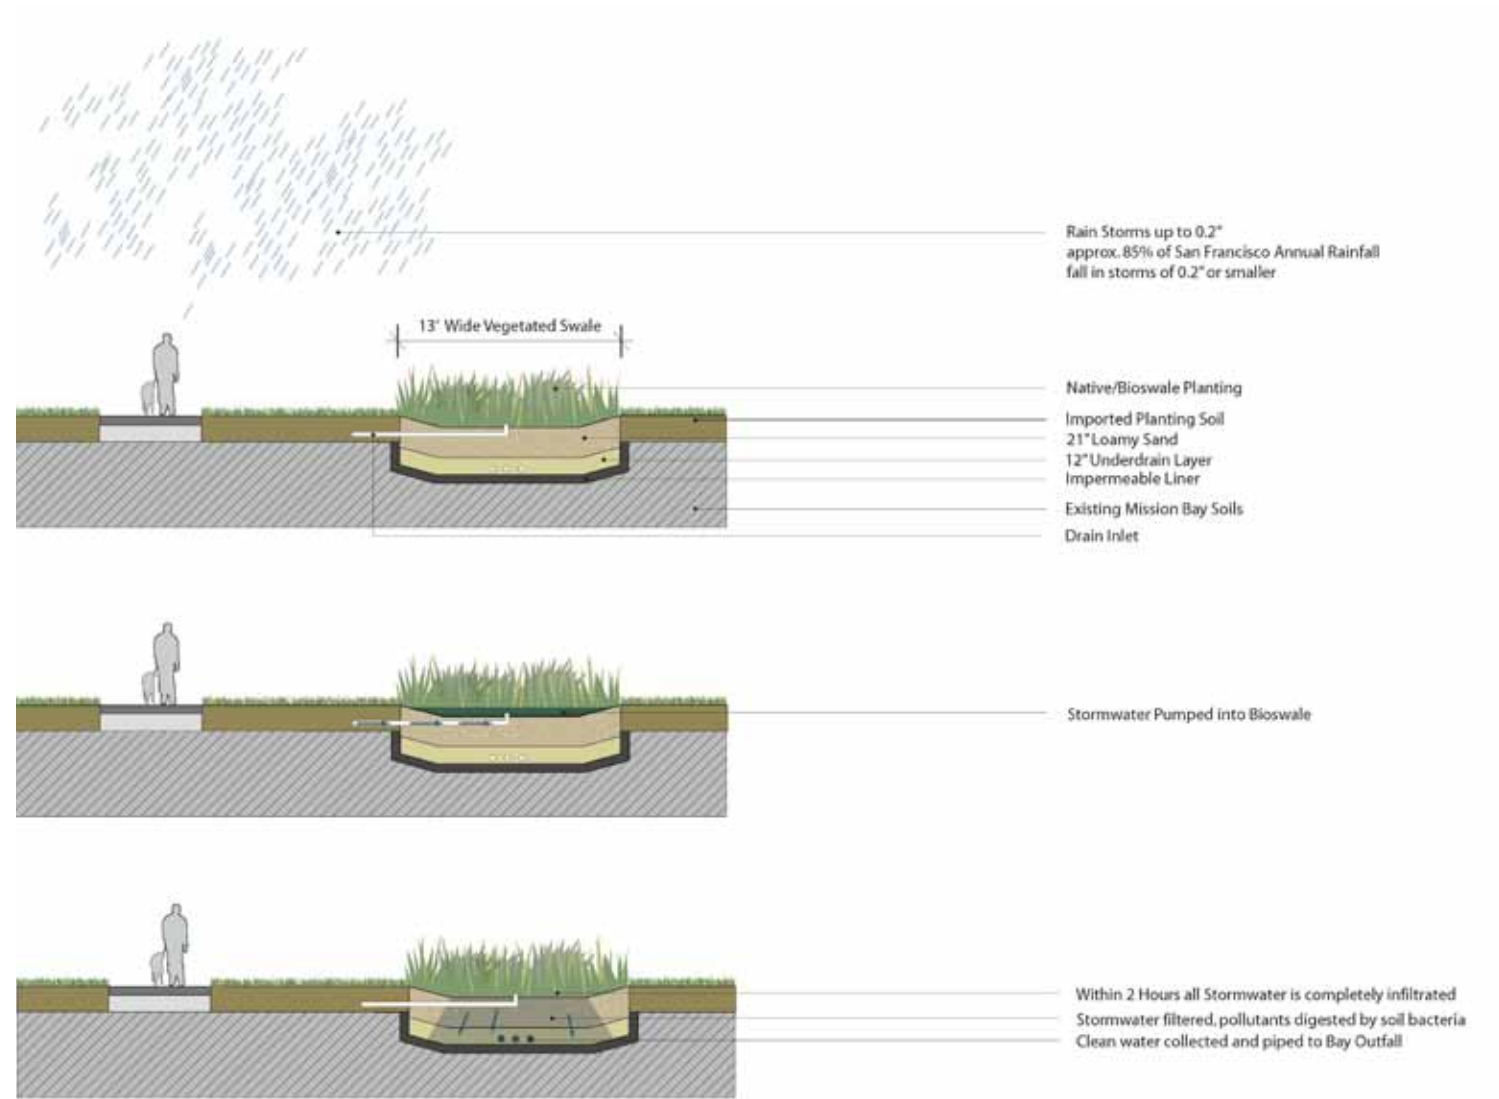 Rain Storms up to 0.2"
approx. 85% of San Francisco Annual Rainfall
fall in storms of 0.2" or smaller
13' Wide Vegetated Swale
Native/Bioswale Planting
Imported Planting Soil
21" Loamy Sand
12" Underdrain Layer
Impermeable Liner
Existing Mission Bay Soils
Drain Inlet
Stormwater Pumped into Bioswale
Within 2 Hours all Stormwater is completely infiltrated
Stormwater filtered, pollutants digested by soil bacteria
Clean water collected and piped to Bay Outfall